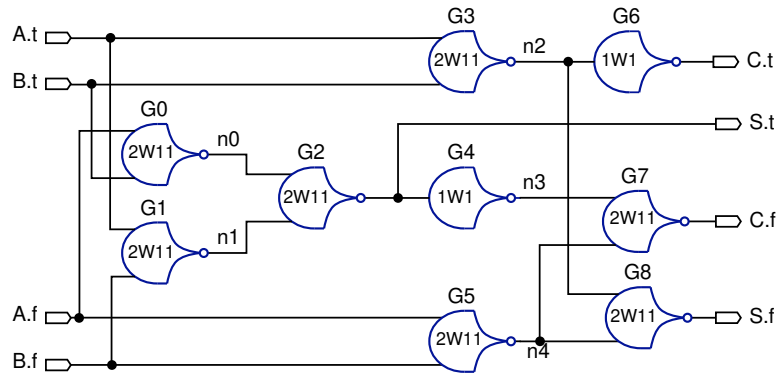 G3
G6
A.t
2W11
n2
1W1
C.t
B.t
G0
S.t
2W11
n0
G2
G4
G7
G1
2W11
1W1
n3
2W11
C.f
2W11
n1
G8
A.f
G5
2W11
S.f
B.f
2W11
n4